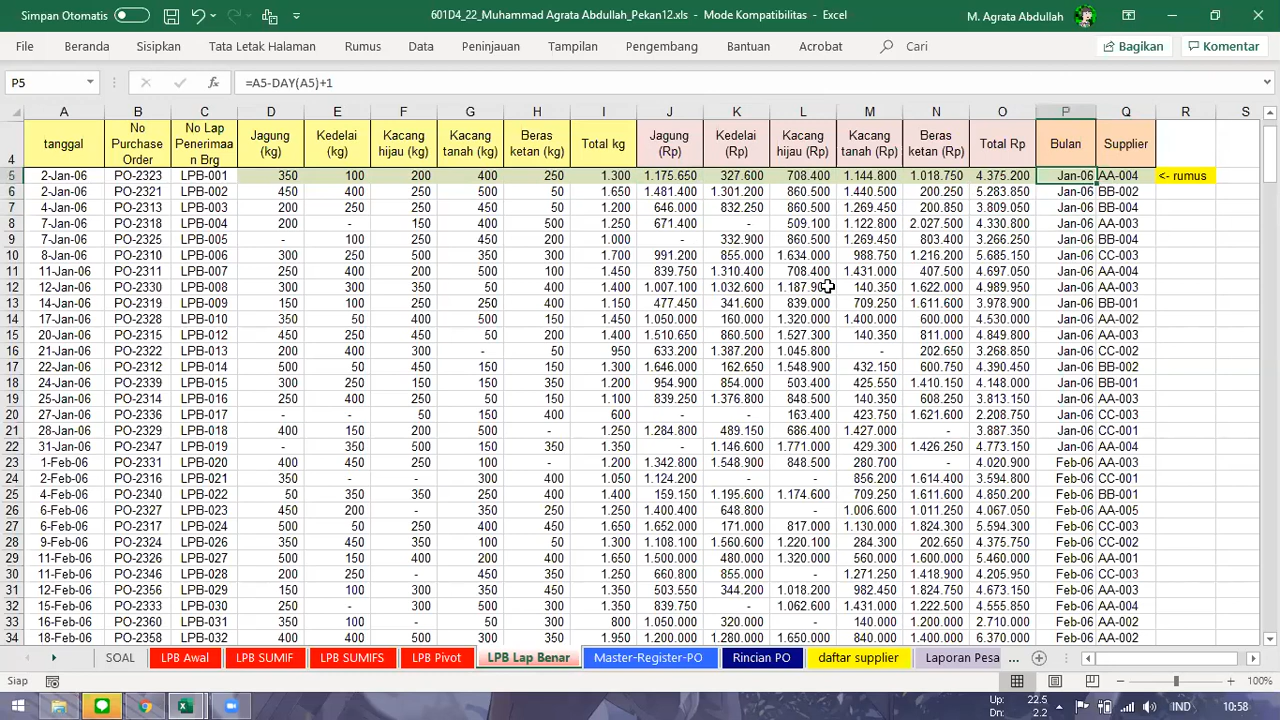 Simpan Otomatis 601D4_22_Muhammad Agrata Abdullah_Pekan12.xls - Mode Kompatibilitas - Excel M. Agrata Abdullah
File Beranda Sisipkan Tata Letak Halaman Rumus Data Peninjauan Tampilan Pengembang Bantuan Acrobat Cari Bagikan Komentar
P5 fx =A5-DAY(A5)+1
A B C D E F G H I J K L M N O P Q R S
4 tanggal No Purchase Order No Lap Penerimaa n Brg Jagung (kg) Kedelai (kg) Kacang hijau (kg) Kacang tanah (kg) Beras ketan (kg) Total kg Jagung (Rp) Kedelai (Rp) Kacang hijau (Rp) Kacang tanah (Rp) Beras ketan (Rp) Total Rp Bulan Supplier
5 2-Jan-06 PO-2323 LPB-001 350 100 200 400 250 1.300 1.175.650 327.600 708.400 1.144.800 1.018.750 4.375.200 Jan-06 AA-004 <- rumus
6 2-Jan-06 PO-2321 LPB-002 450 400 250 500 50 1.650 1.481.400 1.301.200 860.500 1.440.500 200.250 5.283.850 Jan-06 BB-002
7 4-Jan-06 PO-2313 LPB-003 200 250 250 450 50 1.200 646.000 832.250 860.500 1.269.450 200.850 3.809.050 Jan-06 BB-004
8 7-Jan-06 PO-2318 LPB-004 200 - 150 400 500 1.250 671.400 - 509.100 1.122.800 2.027.500 4.330.800 Jan-06 AA-003
9 7-Jan-06 PO-2325 LPB-005 - 100 250 450 200 1.000 - 332.900 860.500 1.269.450 803.400 3.266.250 Jan-06 BB-004
10 8-Jan-06 PO-2310 LPB-006 300 250 500 350 300 1.700 991.200 855.000 1.634.000 988.750 1.216.200 5.685.150 Jan-06 CC-003
11 11-Jan-06 PO-2311 LPB-007 250 400 200 500 100 1.450 839.750 1.310.400 708.400 1.431.000 407.500 4.697.050 Jan-06 AA-004
12 12-Jan-06 PO-2330 LPB-008 300 300 350 50 400 1.400 1.007.100 1.032.600 1.187.900 140.350 1.622.000 4.989.950 Jan-06 AA-003
13 14-Jan-06 PO-2319 LPB-009 150 100 250 250 400 1.150 477.450 341.600 839.000 709.250 1.611.600 3.978.900 Jan-06 BB-001
14 17-Jan-06 PO-2328 LPB-010 350 50 400 500 150 1.450 1.050.000 160.000 1.320.000 1.400.000 600.000 4.530.000 Jan-06 AA-002
15 20-Jan-06 PO-2315 LPB-012 450 250 450 50 200 1.400 1.510.650 860.500 1.527.300 140.350 811.000 4.849.800 Jan-06 AA-003
16 21-Jan-06 PO-2322 LPB-013 200 400 300 - 50 950 633.200 1.387.200 1.045.800 - 202.650 3.268.850 Jan-06 CC-002
17 22-Jan-06 PO-2312 LPB-014 500 50 450 150 150 1.300 1.646.000 162.650 1.548.900 432.150 600.750 4.390.450 Jan-06 BB-002
18 24-Jan-06 PO-2339 LPB-015 300 250 150 150 350 1.200 954.900 854.000 503.400 425.550 1.410.150 4.148.000 Jan-06 BB-001
19 25-Jan-06 PO-2314 LPB-016 250 400 250 50 150 1.100 839.250 1.376.800 848.500 140.350 608.250 3.813.150 Jan-06 AA-003
20 27-Jan-06 PO-2336 LPB-017 - - 50 150 400 600 - - 163.400 423.750 1.621.600 2.208.750 Jan-06 CC-003
21 28-Jan-06 PO-2329 LPB-018 400 150 200 500 - 1.250 1.284.800 489.150 686.400 1.427.000 - 3.887.350 Jan-06 CC-001
22 31-Jan-06 PO-2347 LPB-019 - 350 500 150 350 1.350 - 1.146.600 1.771.000 429.300 1.426.250 4.773.150 Jan-06 AA-004
23 1-Feb-06 PO-2331 LPB-020 400 450 250 100 - 1.200 1.342.800 1.548.900 848.500 280.700 - 4.020.900 Feb-06 AA-003
24 2-Feb-06 PO-2316 LPB-021 350 - - 300 400 1.050 1.124.200 - - 856.200 1.614.400 3.594.800 Feb-06 CC-001
25 4-Feb-06 PO-2340 LPB-022 50 350 350 250 400 1.400 159.150 1.195.600 1.174.600 709.250 1.611.600 4.850.200 Feb-06 BB-001
26 6-Feb-06 PO-2327 LPB-023 450 200 - 350 250 1.250 1.400.400 648.800 - 1.006.600 1.011.250 4.067.050 Feb-06 AA-005
27 6-Feb-06 PO-2317 LPB-024 500 50 250 400 450 1.650 1.652.000 171.000 817.000 1.130.000 1.824.300 5.594.300 Feb-06 CC-003
28 9-Feb-06 PO-2324 LPB-026 350 450 350 100 50 1.300 1.108.100 1.560.600 1.220.100 284.300 202.650 4.375.750 Feb-06 CC-002
29 11-Feb-06 PO-2326 LPB-027 500 150 400 200 400 1.650 1.500.000 480.000 1.320.000 560.000 1.600.000 5.460.000 Feb-06 AA-001
30 11-Feb-06 PO-2346 LPB-028 200 250 - 450 350 1.250 660.800 855.000 - 1.271.250 1.418.900 4.205.950 Feb-06 CC-003
31 12-Feb-06 PO-2356 LPB-029 150 100 300 350 450 1.350 503.550 344.200 1.018.200 982.450 1.824.750 4.673.150 Feb-06 AA-003
32 15-Feb-06 PO-2333 LPB-030 250 - 300 500 300 1.350 839.750 - 1.062.600 1.431.000 1.222.500 4.555.850 Feb-06 AA-004
33 16-Feb-06 PO-2360 LPB-031 350 100 - 50 300 800 1.050.000 320.000 - 140.000 1.200.000 2.710.000 Feb-06 AA-001
34 18-Feb-06 PO-2358 LPB-032 400 400 500 300 350 1.950 1.200.000 1.280.000 1.650.000 840.000 1.400.000 6.370.000 Feb-06 AA-002
SOAL LPB Awal LPB SUMIF LPB SUMIFS LPB Pivot LPB Lap Benar Master-Register-PO Rincian PO daftar supplier Laporan Pesa ...
Siap 100%
Up: 22.5
Dn: 2.2
IND 10:58